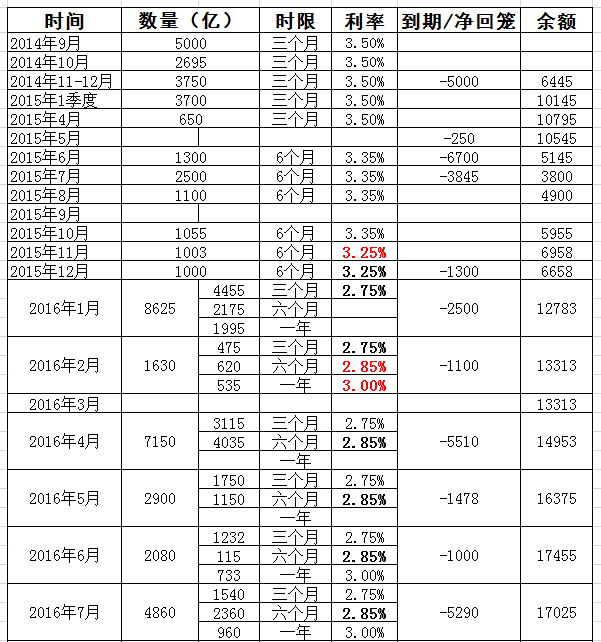 时间 数量（亿） 时限 利率 到期/净回笼 余额
2014年9月 5000 三个月 3.50%
2014年10月 2695 三个月 3.50%
2014年11-12月 3750 三个月 3.50% -5000 6445
2015年1季度 3700 三个月 3.50% 10145
2015年4月 650 三个月 3.50% 10795
2015年5月 -250 10545
2015年6月 1300 6个月 3.35% -6700 5145
2015年7月 2500 6个月 3.35% -3845 3800
2015年8月 1100 6个月 3.35% 4900
2015年9月
2015年10月 1055 6个月 3.35% 5955
2015年11月 1003 6个月 3.25% 6958
2015年12月 1000 6个月 3.25% -1300 6658
4455 三个月 2.75%
2016年1月 8625 2175 六个月 -2500 12783
1995 一年
475 三个月 2.75%
2016年2月 1630 620 六个月 2.85% -1100 13313
535 一年 3.00%
2016年3月 13313
3115 三个月 2.75%
2016年4月 7150 4035 六个月 2.85% -5510 14953
一年
1750 三个月 2.75%
2016年5月 2900 1150 六个月 2.85% -1478 16375
一年
1232 三个月 2.75%
2016年6月 2080 115 六个月 2.85% -1000 17455
733 一年 3.00%
1540 三个月 2.75%
2016年7月 4860 2360 六个月 2.85% -5290 17025
960 一年 3.00%